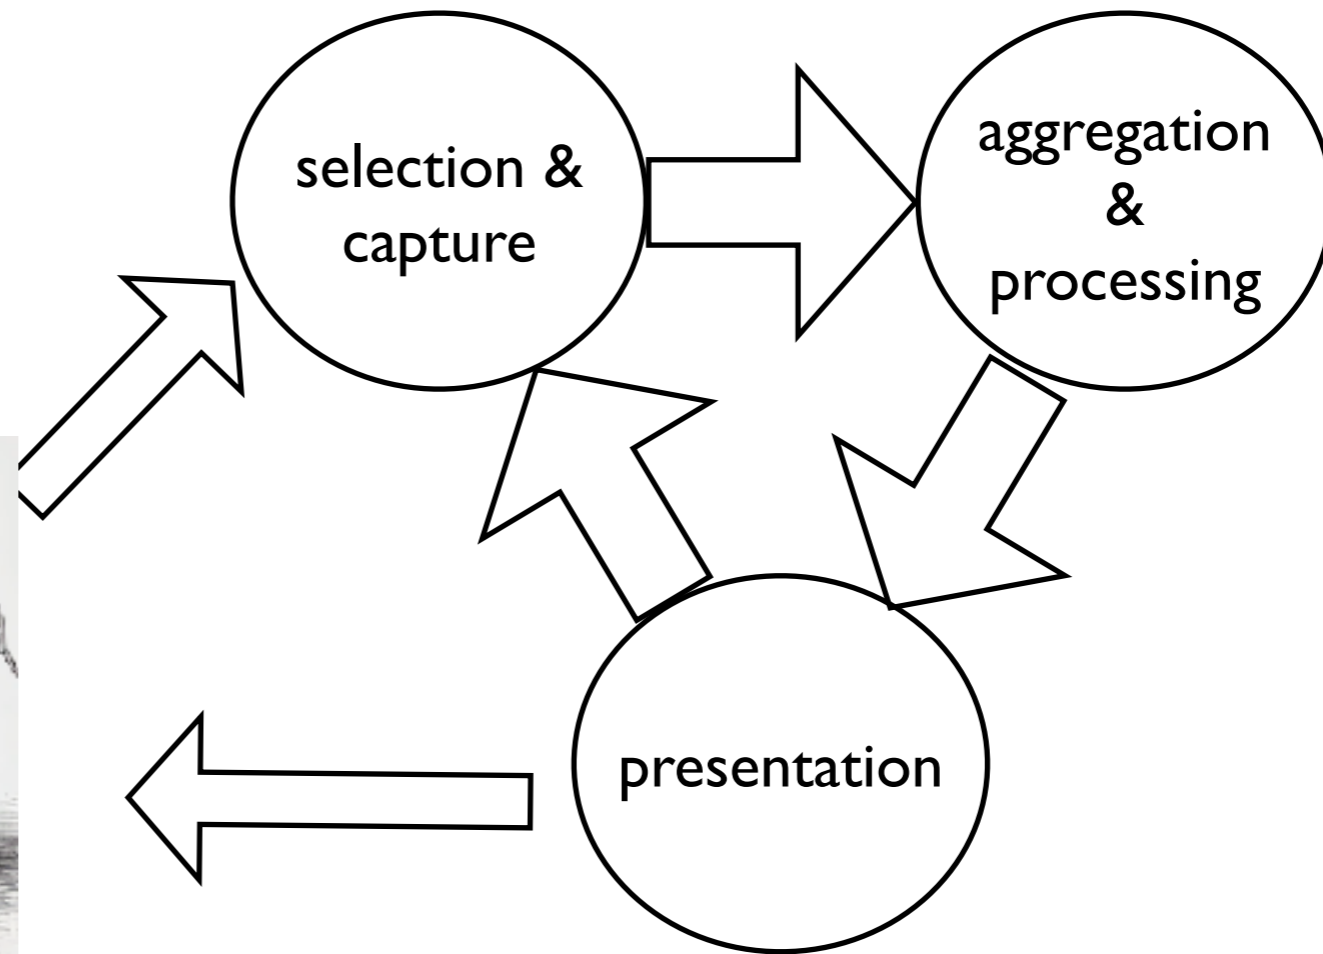 selection &
capture
aggregation
&
processing
presentation